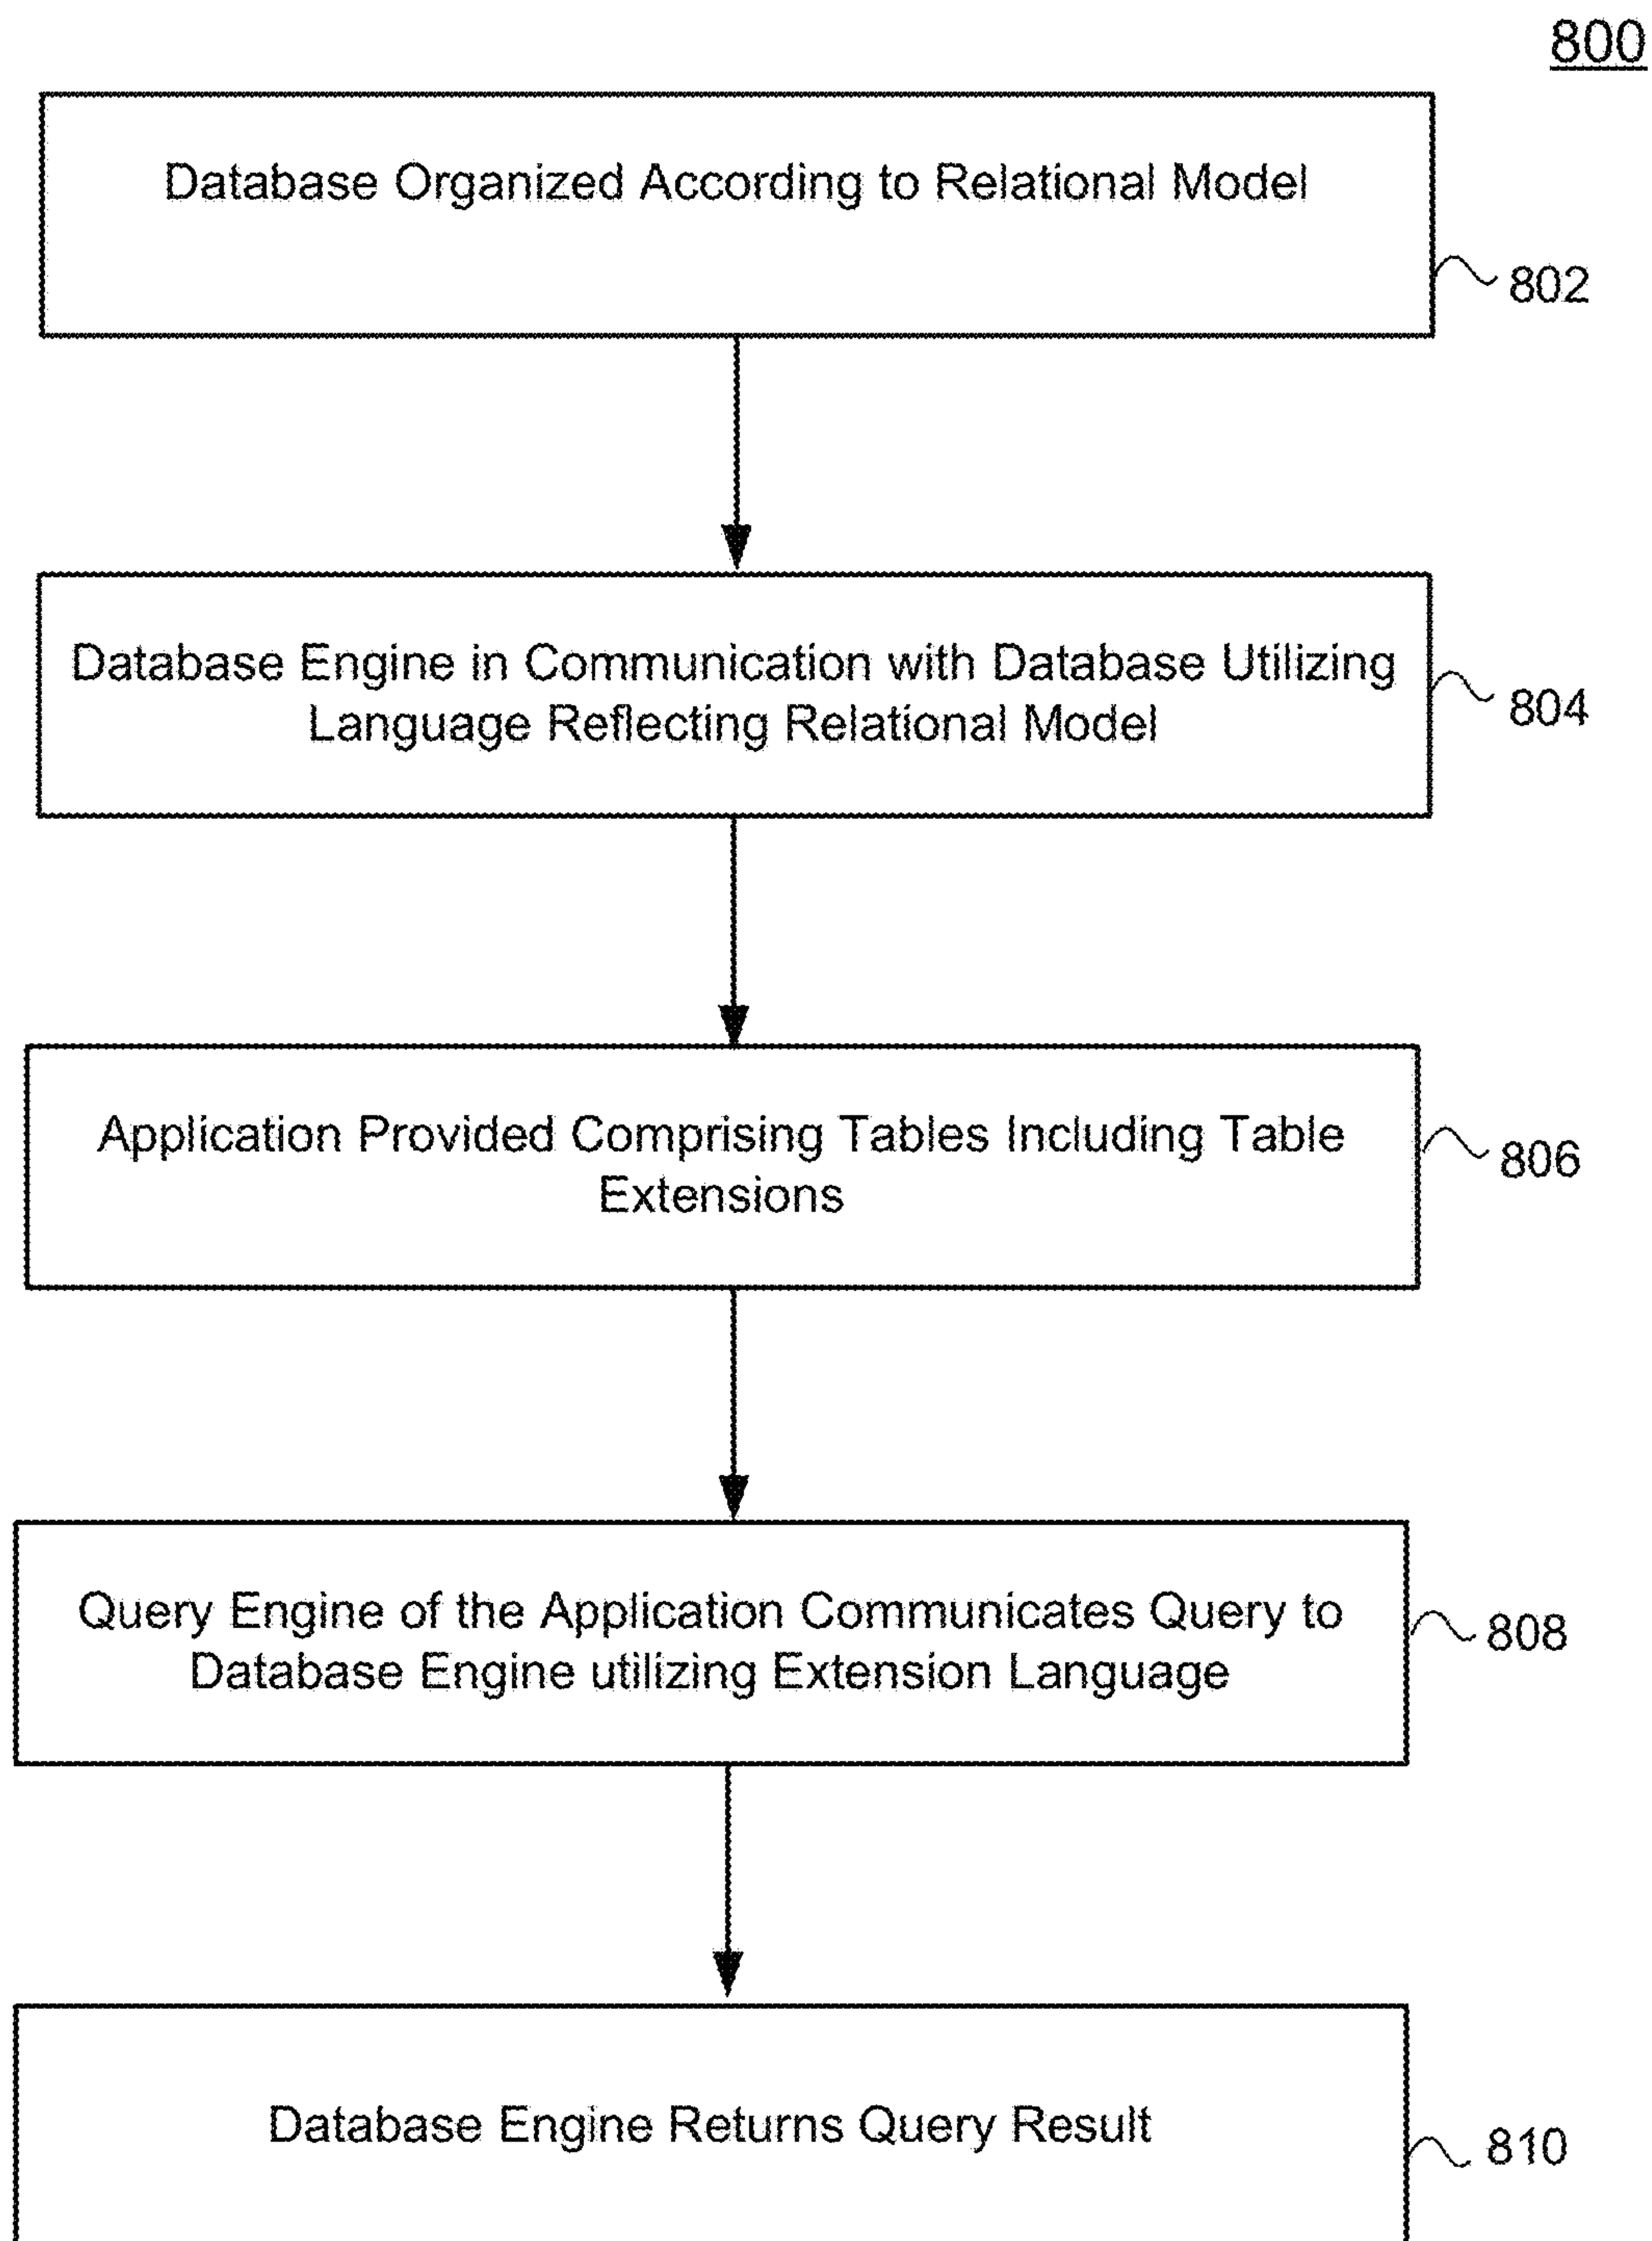 800
Database Organized According to Relational Model
802
Database Engine in Communication with Database Utilizing
Language Reflecting Relational Model
804
Application Provided Comprising Tables Including Table
Extensions
806
Query Engine of the Application Communicates Query to
Database Engine utilizing Extension Language
808
Database Engine Returns Query Result
810